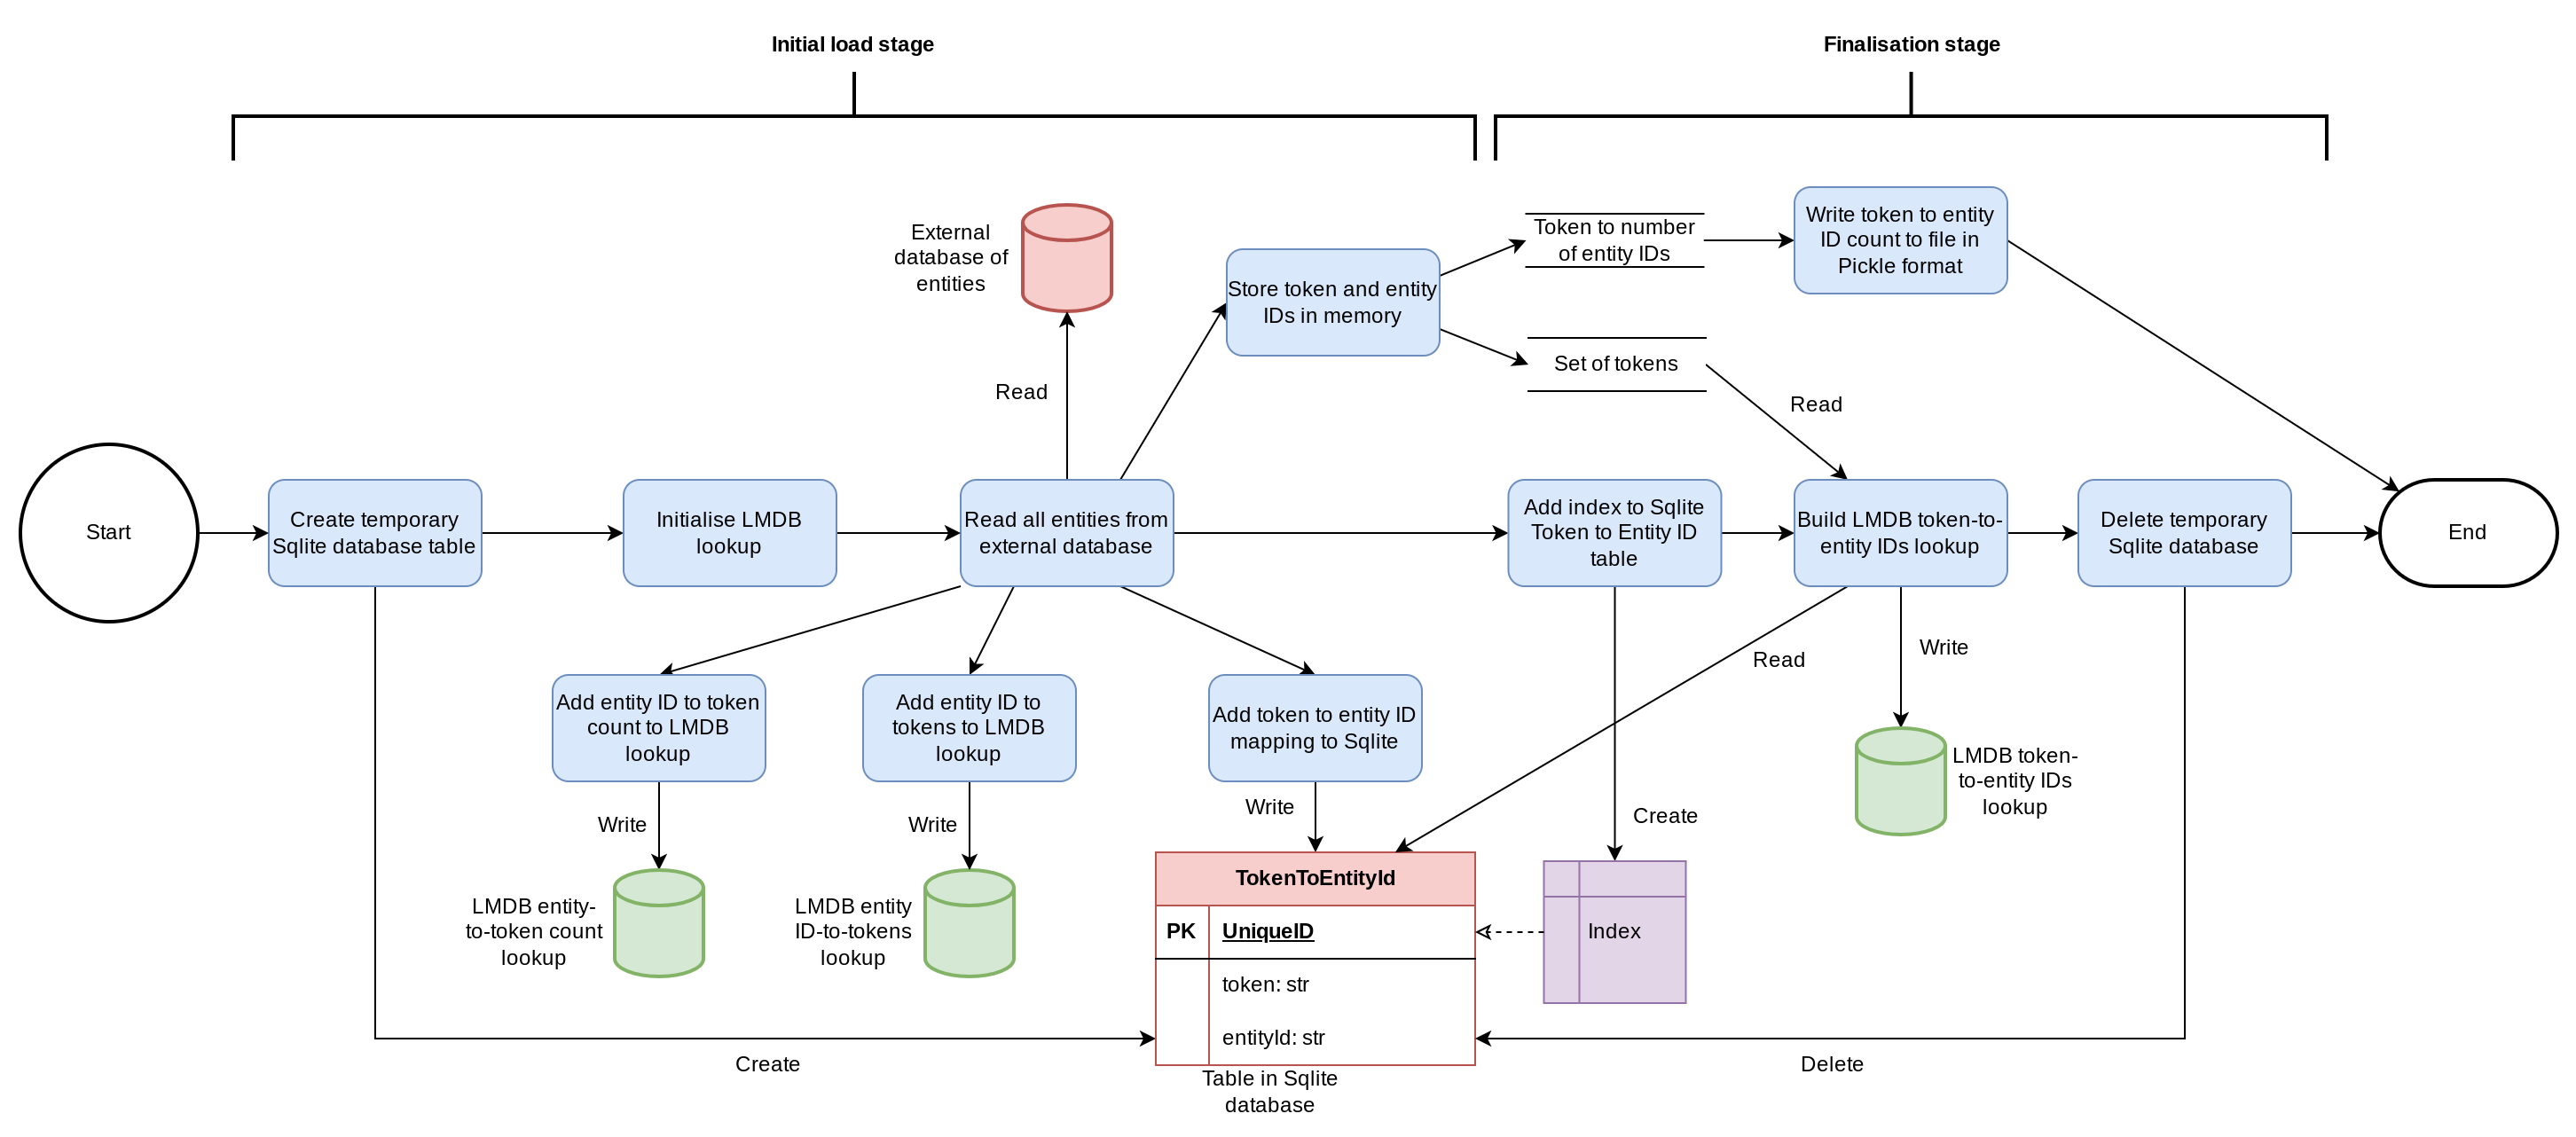 Initial load stage
Finalisation stage
External
database of
entities
Read
Store token and entity
IDs in memory
Token to number
of entity IDs
Set of tokens
Write token to entity
ID count to file in
Pickle format
Read
Start
Create temporary
Sqlite database table
Initialise LMDB
lookup
Read all entities from
external database
Add index to Sqlite
Token to Entity ID
table
Build LMDB token-to-
entity IDs lookup
Delete temporary
Sqlite database
End
Add entity ID to token
count to LMDB
lookup
Add entity ID to
tokens to LMDB
lookup
Add token to entity ID
mapping to Sqlite
Read
Write
Write
Write
Write
Create
LMDB token-
to-entity IDs
lookup
LMDB entity-
to-token count
lookup
LMDB entity
ID-to-tokens
lookup
TokenToEntityId
PK
UniqueID
token: str
entityId: str
Index
Create
Delete
Table in Sqlite
database